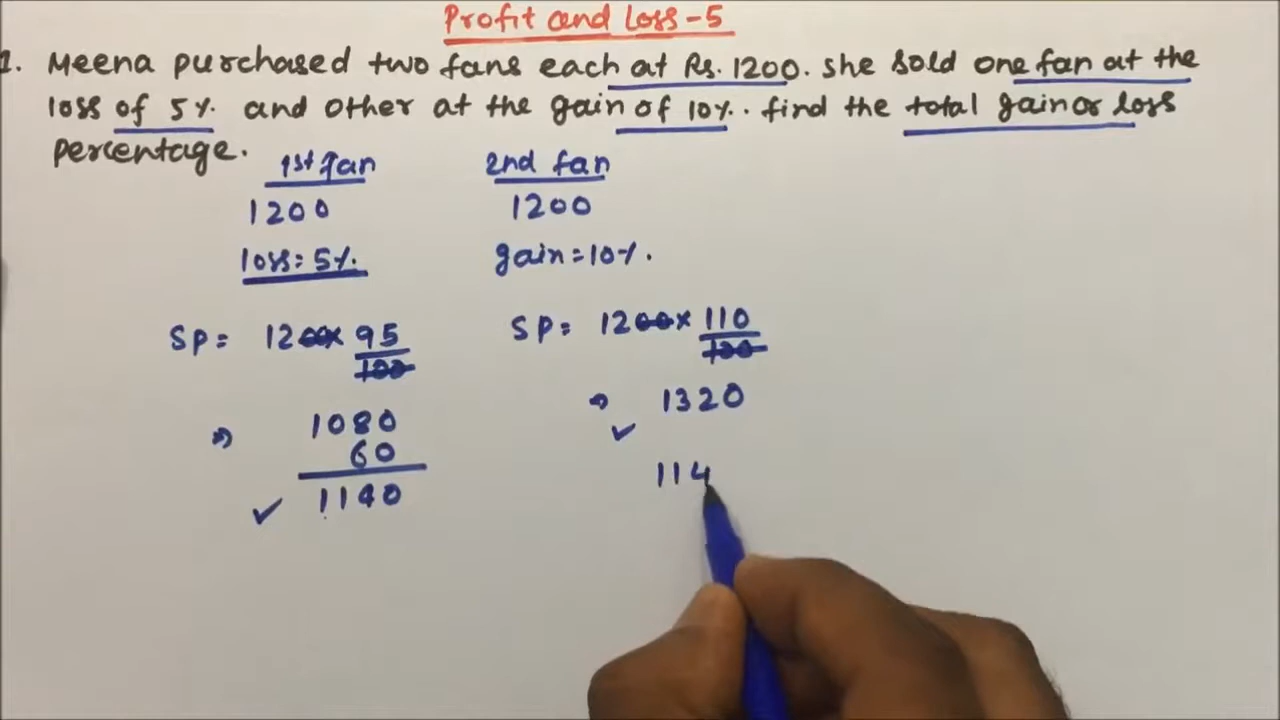 Profit and Loss-5
1. Meena purchased two fans each at Rs. 1200. she sold one fan at the
loss of 5%. and other at the gain of 10%. find the total gain or loss
percentage.
1st fan
2nd fan
1200
1200
loss = 5%.
gain = 10%.
SP = 1200 x 95
100
SP = 1200 x 110
100
⇒ 1080
60
✓ 1140
⇒ 1320
✓
114